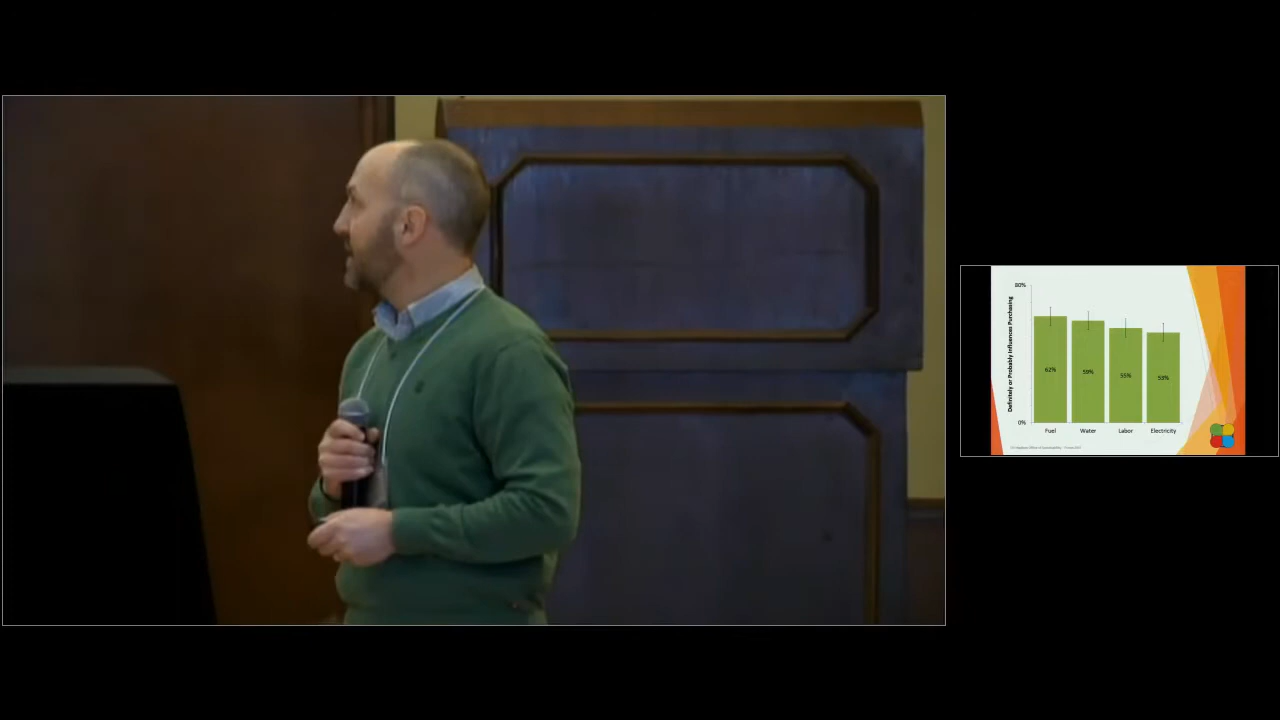 80%
Definitely or Probably Influences Purchasing
62%
59%
55%
53%
0%
Fuel
Water
Labor
Electricity